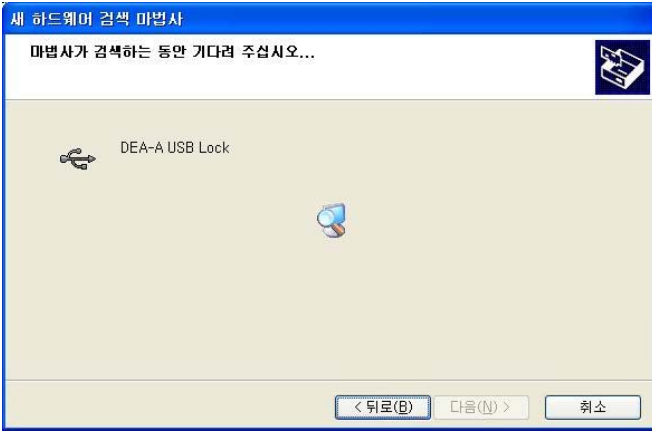 새 하드웨어 검색 마법사
마법사가 검색하는 동안 기다려 주십시오...
DEA-A USB Lock
< 뒤로(B)
다음(N) >
취소